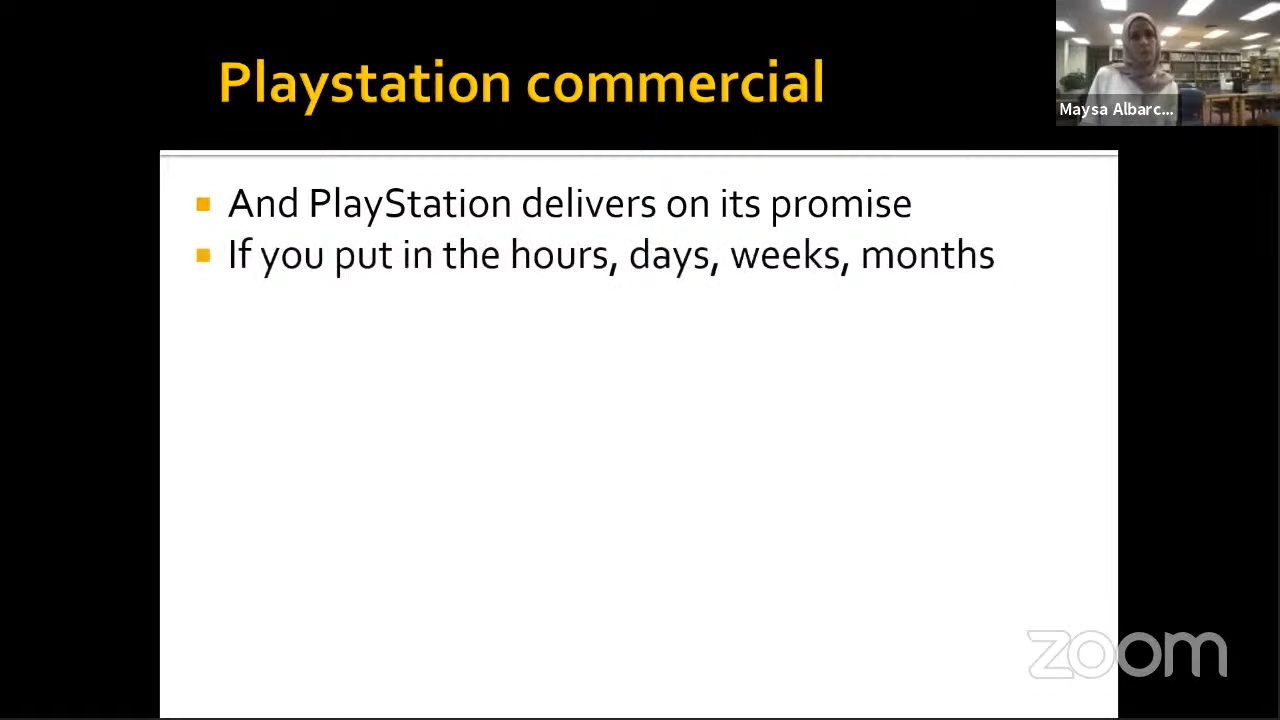 Playstation commercial
Maysa Albarc...
And PlayStation delivers on its promise
If you put in the hours, days, weeks, months
zoom